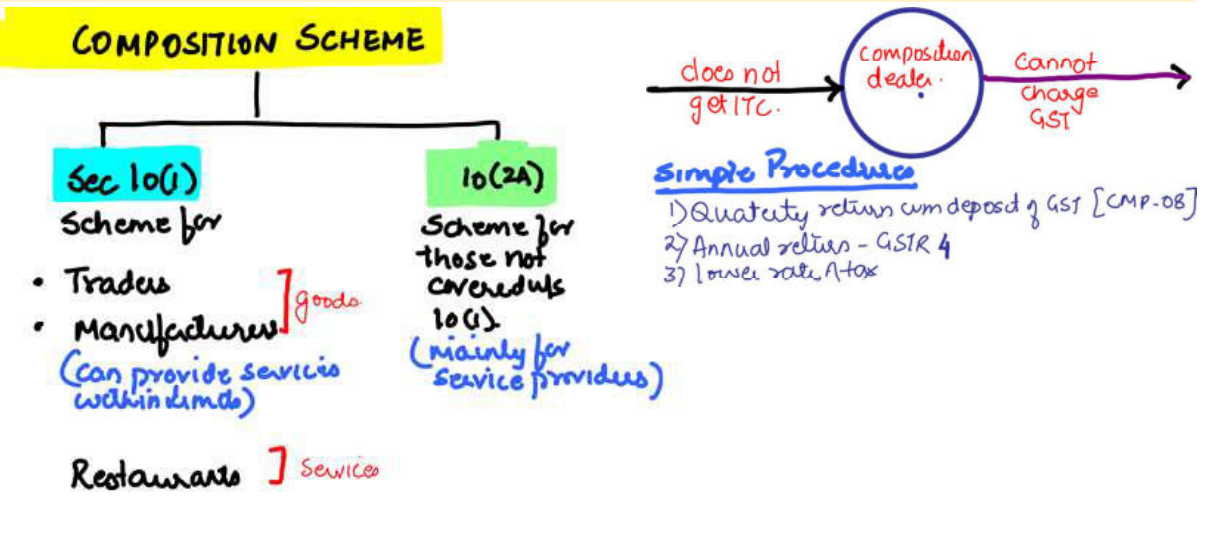 COMPOSITION SCHEME
Sec 10(1)
Scheme for
• Traders
• Manufacturers
] goods
(can provide services
within limits)
Restaurants ] Services
10(2A)
Scheme for
those not
covered u/s
10(1).
(mainly for
service providers)
does not
get ITC.
composition
dealer.
Cannot
charge
GST
Simple Procedures
1) Quaterty return cum deposit of GST [CMP-08]
2) Annual return - GSTR 4
3) lower rate of tax